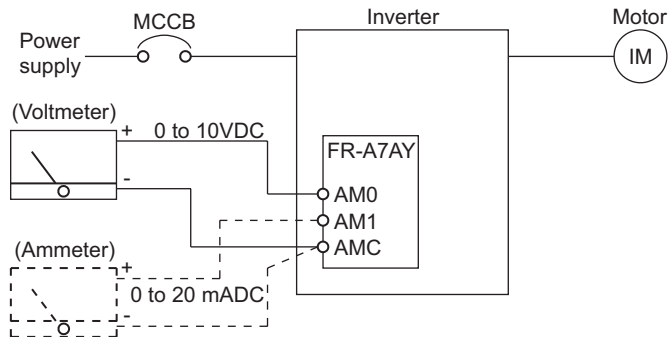 Inverter
Motor
MCCB
Power
supply
IM
(Voltmeter)
+
0 to 10VDC
-
FR-A7AY
AM0
AM1
AMC
(Ammeter)
+
0 to 20 mADC
-